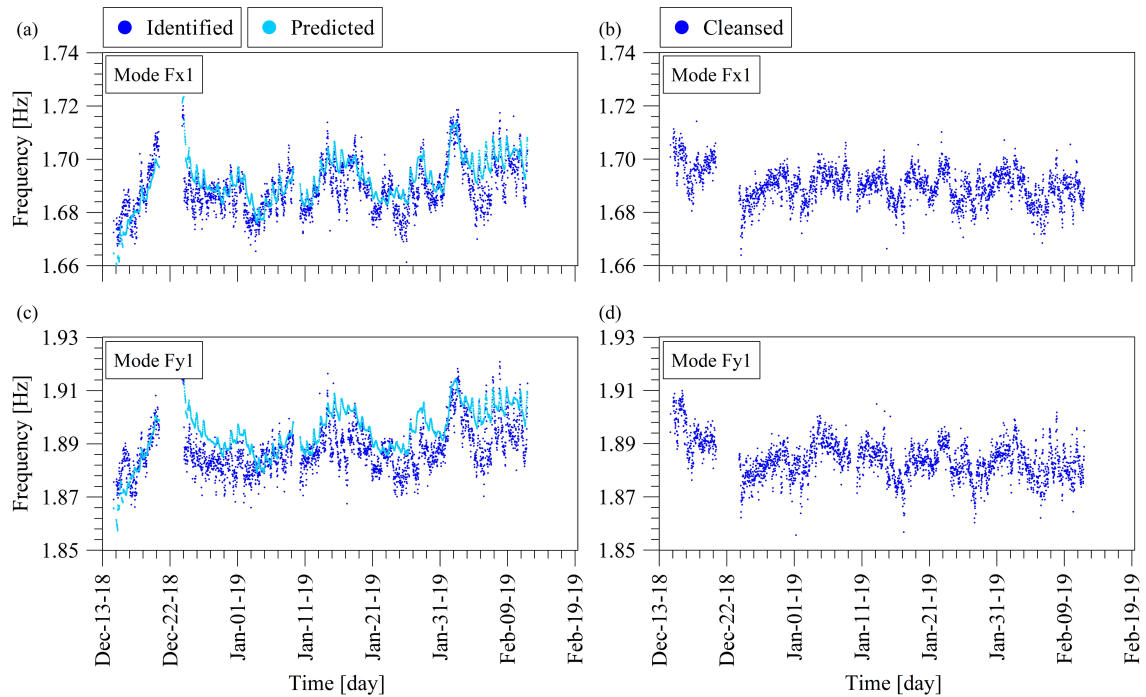 (a)
Identified
Predicted
(b)
Cleansed
1.74
1.72
1.70
1.68
1.66
Frequency [Hz]
Mode Fx1
1.74
1.72
1.70
1.68
1.66
Frequency [Hz]
Mode Fx1
(c)
(d)
1.93
1.91
1.89
1.87
1.85
Frequency [Hz]
Mode Fy1
1.93
1.91
1.89
1.87
1.85
Frequency [Hz]
Mode Fy1
Dec-13-18
Dec-22-18
Jan-01-19
Jan-11-19
Jan-21-19
Jan-31-19
Feb-09-19
Feb-19-19
Time [day]
Dec-13-18
Dec-22-18
Jan-01-19
Jan-11-19
Jan-21-19
Jan-31-19
Feb-09-19
Feb-19-19
Time [day]